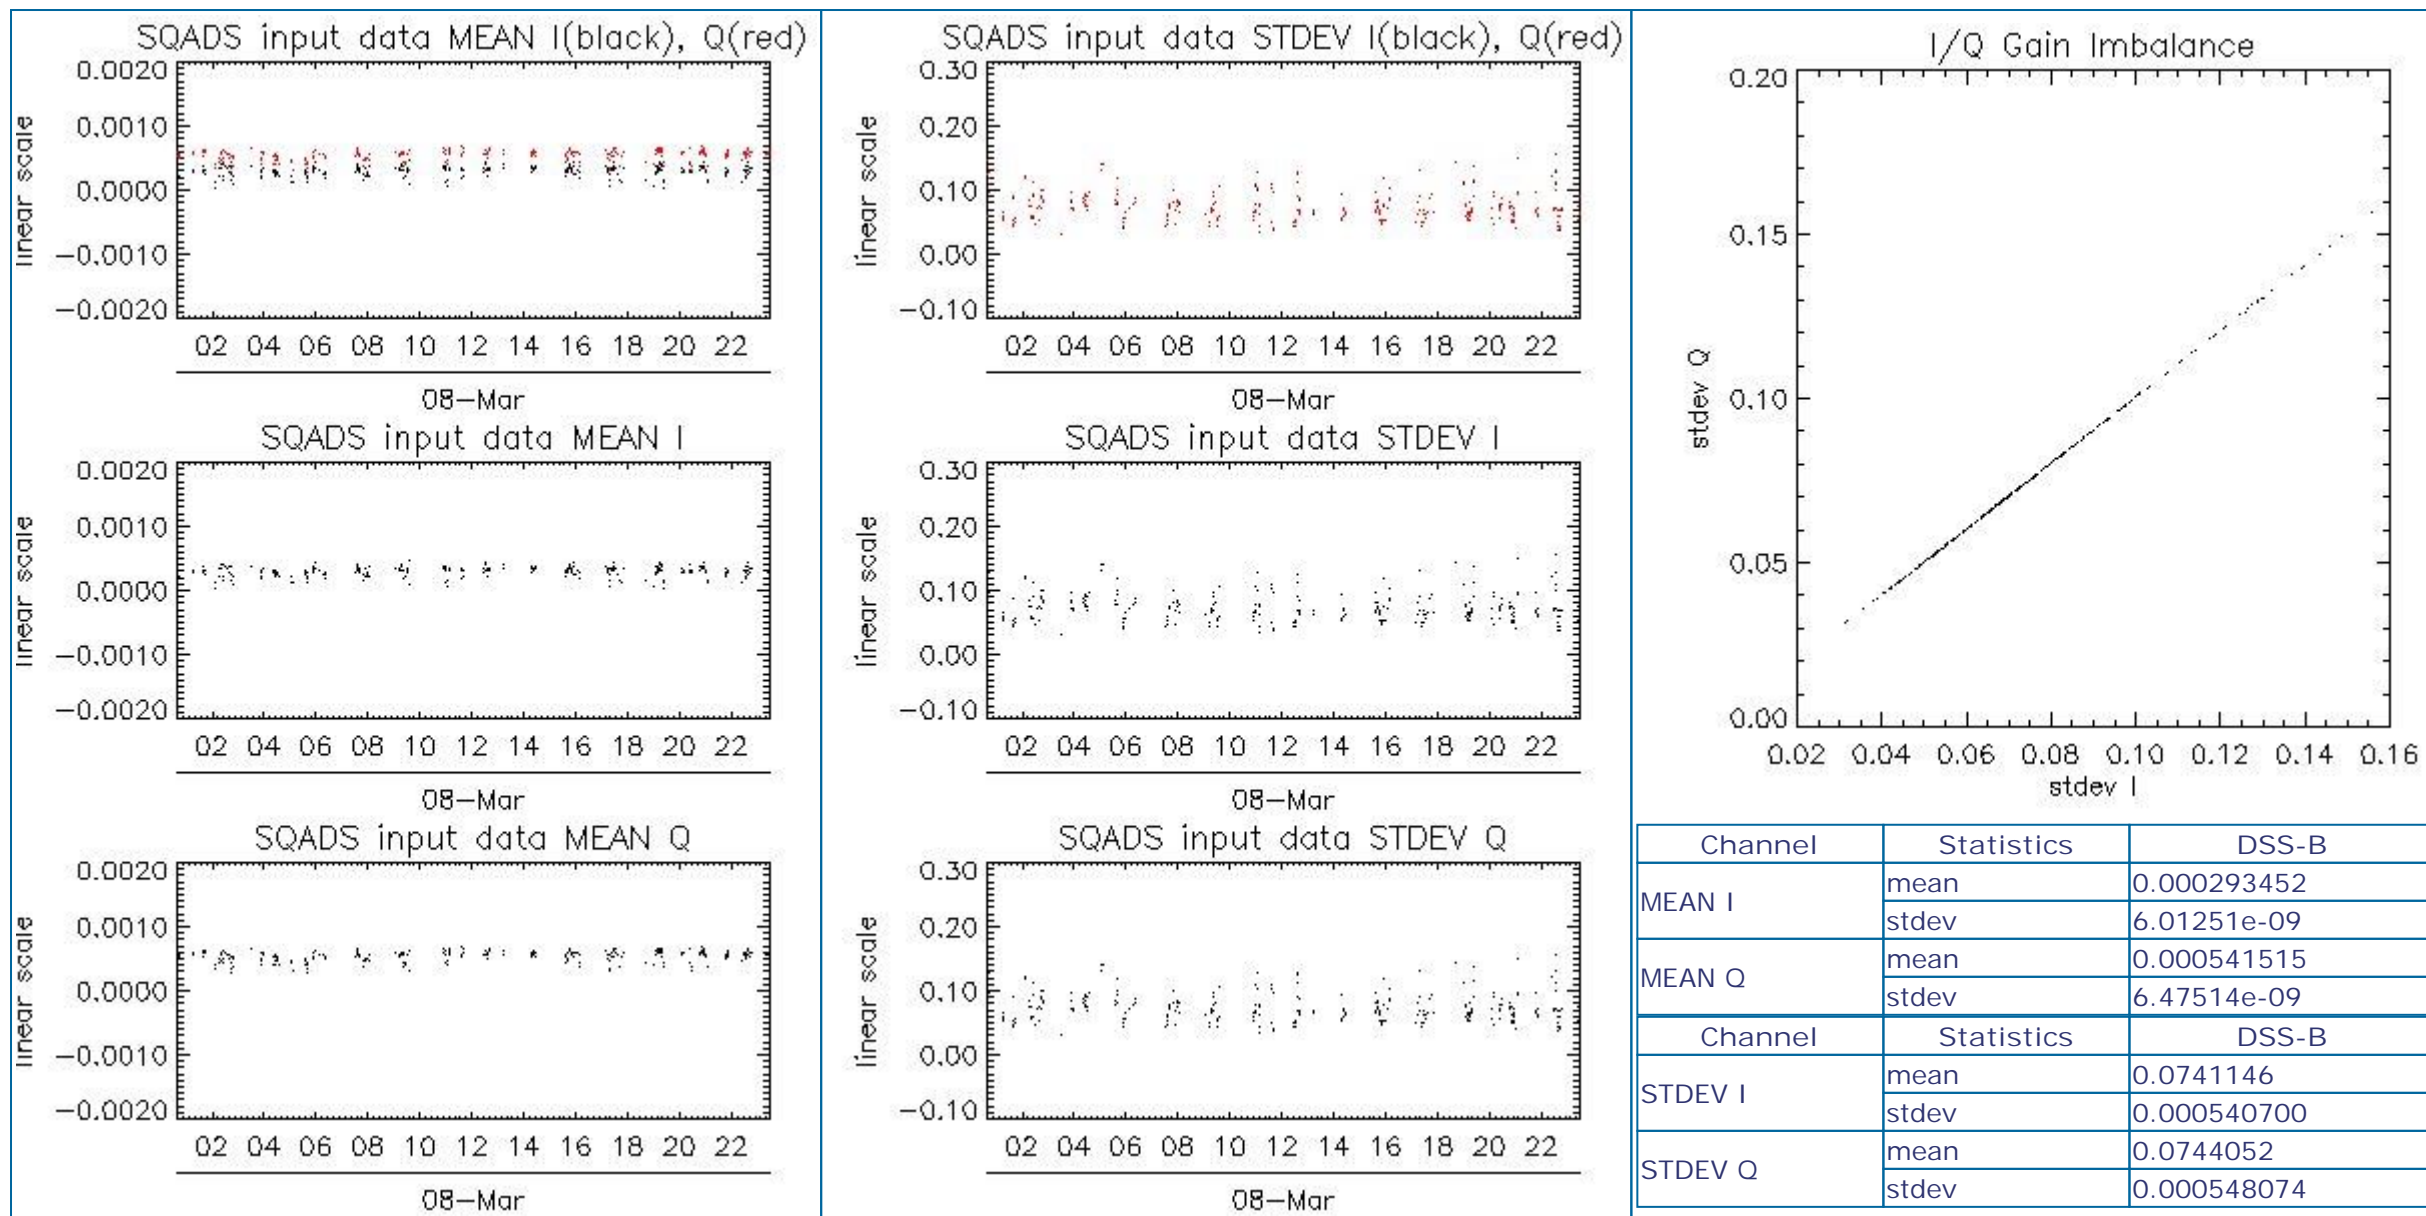 SQADS input data MEAN I(black), Q(red)
linear scale
0.0020
0.0010
0.0000
−0.0010
−0.0020
02 04 06 08 10 12 14 16 18 20 22
08−Mar
SQADS input data MEAN I
linear scale
0.0020
0.0010
0.0000
−0.0010
−0.0020
02 04 06 08 10 12 14 16 18 20 22
08−Mar
SQADS input data MEAN Q
linear scale
0.0020
0.0010
0.0000
−0.0010
−0.0020
02 04 06 08 10 12 14 16 18 20 22
08−Mar
SQADS input data STDEV I(black), Q(red)
linear scale
0.30
0.20
0.10
0.00
−0.10
02 04 06 08 10 12 14 16 18 20 22
08−Mar
SQADS input data STDEV I
linear scale
0.30
0.20
0.10
0.00
−0.10
02 04 06 08 10 12 14 16 18 20 22
08−Mar
SQADS input data STDEV Q
linear scale
0.30
0.20
0.10
0.00
−0.10
02 04 06 08 10 12 14 16 18 20 22
08−Mar
I/Q Gain Imbalance
stdev Q
0.20
0.15
0.10
0.05
0.00
0.02 0.04 0.06 0.08 0.10 0.12 0.14 0.16
stdev I
Channel Statistics DSS-B
MEAN I
mean 0.000293452
stdev 6.01251e-09
MEAN Q
mean 0.000541515
stdev 6.47514e-09
Channel Statistics DSS-B
STDEV I
mean 0.0741146
stdev 0.000540700
STDEV Q
mean 0.0744052
stdev 0.000548074